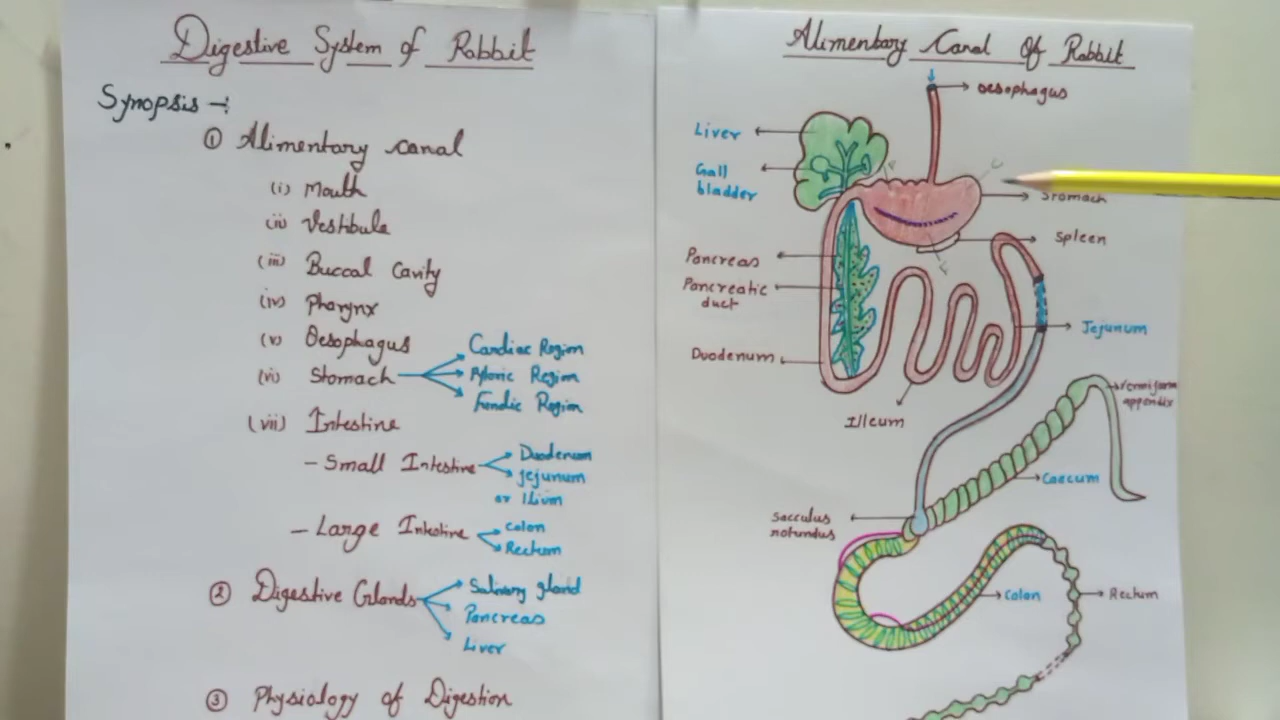 Digestive System of Rabbit
Synopsis -:
① Alimentary canal
(i) Mouth
(ii) Vestibule
(iii) Buccal Cavity
(iv) Pharynx
(v) Oesophagus
(vi) Stomach
Cardiac Region
Pyloric Region
Fundic Region
(vii) Intestine
- Small Intestine
Duodenum
jejunum
or Ilium
- Large Intestine
Colon
Rectum
② Digestive Glands
Salivary gland
Pancreas
Liver
③ Physiology of Digestion
Alimentary Canal Of Rabbit
oesophagus
Liver
Gall
bladder
P
C
Stomach
F
Spleen
Pancreas
Pancreatic
duct
Jejunum
Duodenum
Illeum
Vermiform
appendix
Caecum
Sacculus
rotundus
Colon
Rectum